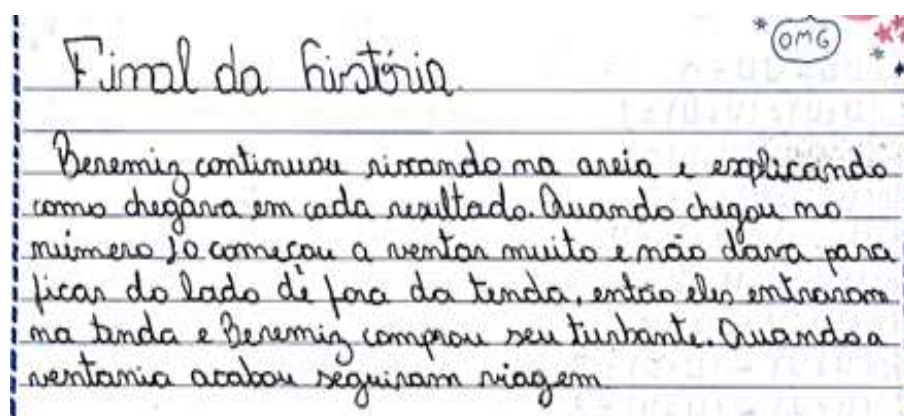 OMG
Final da história.
Beremiz continuou riscando na areia e explicando
como chegava em cada resultado. Quando chegou no
número 10 começou a ventar muito e não dava para
ficar do lado de fora da tenda, então eles entraram
na tenda e Beremiz comprou seu turbante. Quando a
ventania acabou seguiram viagem